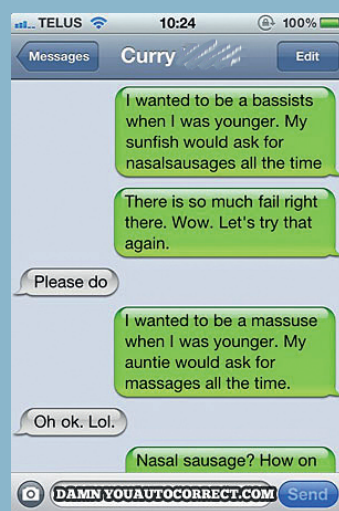 TELUS 10:24 100%
Messages Curry Edit
I wanted to be a bassists
when I was younger. My
sunfish would ask for
nasalsausages all the time
There is so much fail right
there. Wow. Let's try that
again.
Please do
I wanted to be a massuse
when I was younger. My
auntie would ask for
massages all the time.
Oh ok. Lol.
Nasal sausage? How on
DAMNYOUAUTOCORRECT.COM Send